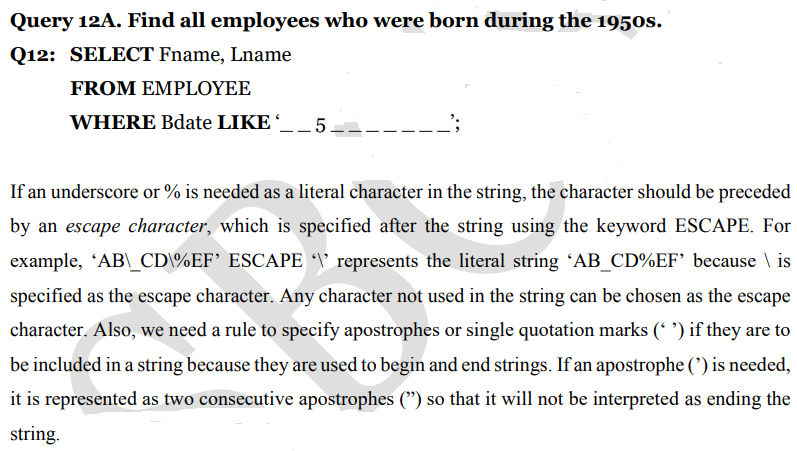 Query 12A. Find all employees who were born during the 1950s.
Q12: SELECT Fname, Lname
FROM EMPLOYEE
WHERE Bdate LIKE ‘_ _ 5 _ _ _ _ _ _ _’;
If an underscore or % is needed as a literal character in the string, the character should be preceded
by an escape character, which is specified after the string using the keyword ESCAPE. For
example, ‘AB\_CD\%EF’ ESCAPE ‘\’ represents the literal string ‘AB_CD%EF’ because \ is
specified as the escape character. Any character not used in the string can be chosen as the escape
character. Also, we need a rule to specify apostrophes or single quotation marks (‘ ’) if they are to
be included in a string because they are used to begin and end strings. If an apostrophe (’) is needed,
it is represented as two consecutive apostrophes (”) so that it will not be interpreted as ending the
string.